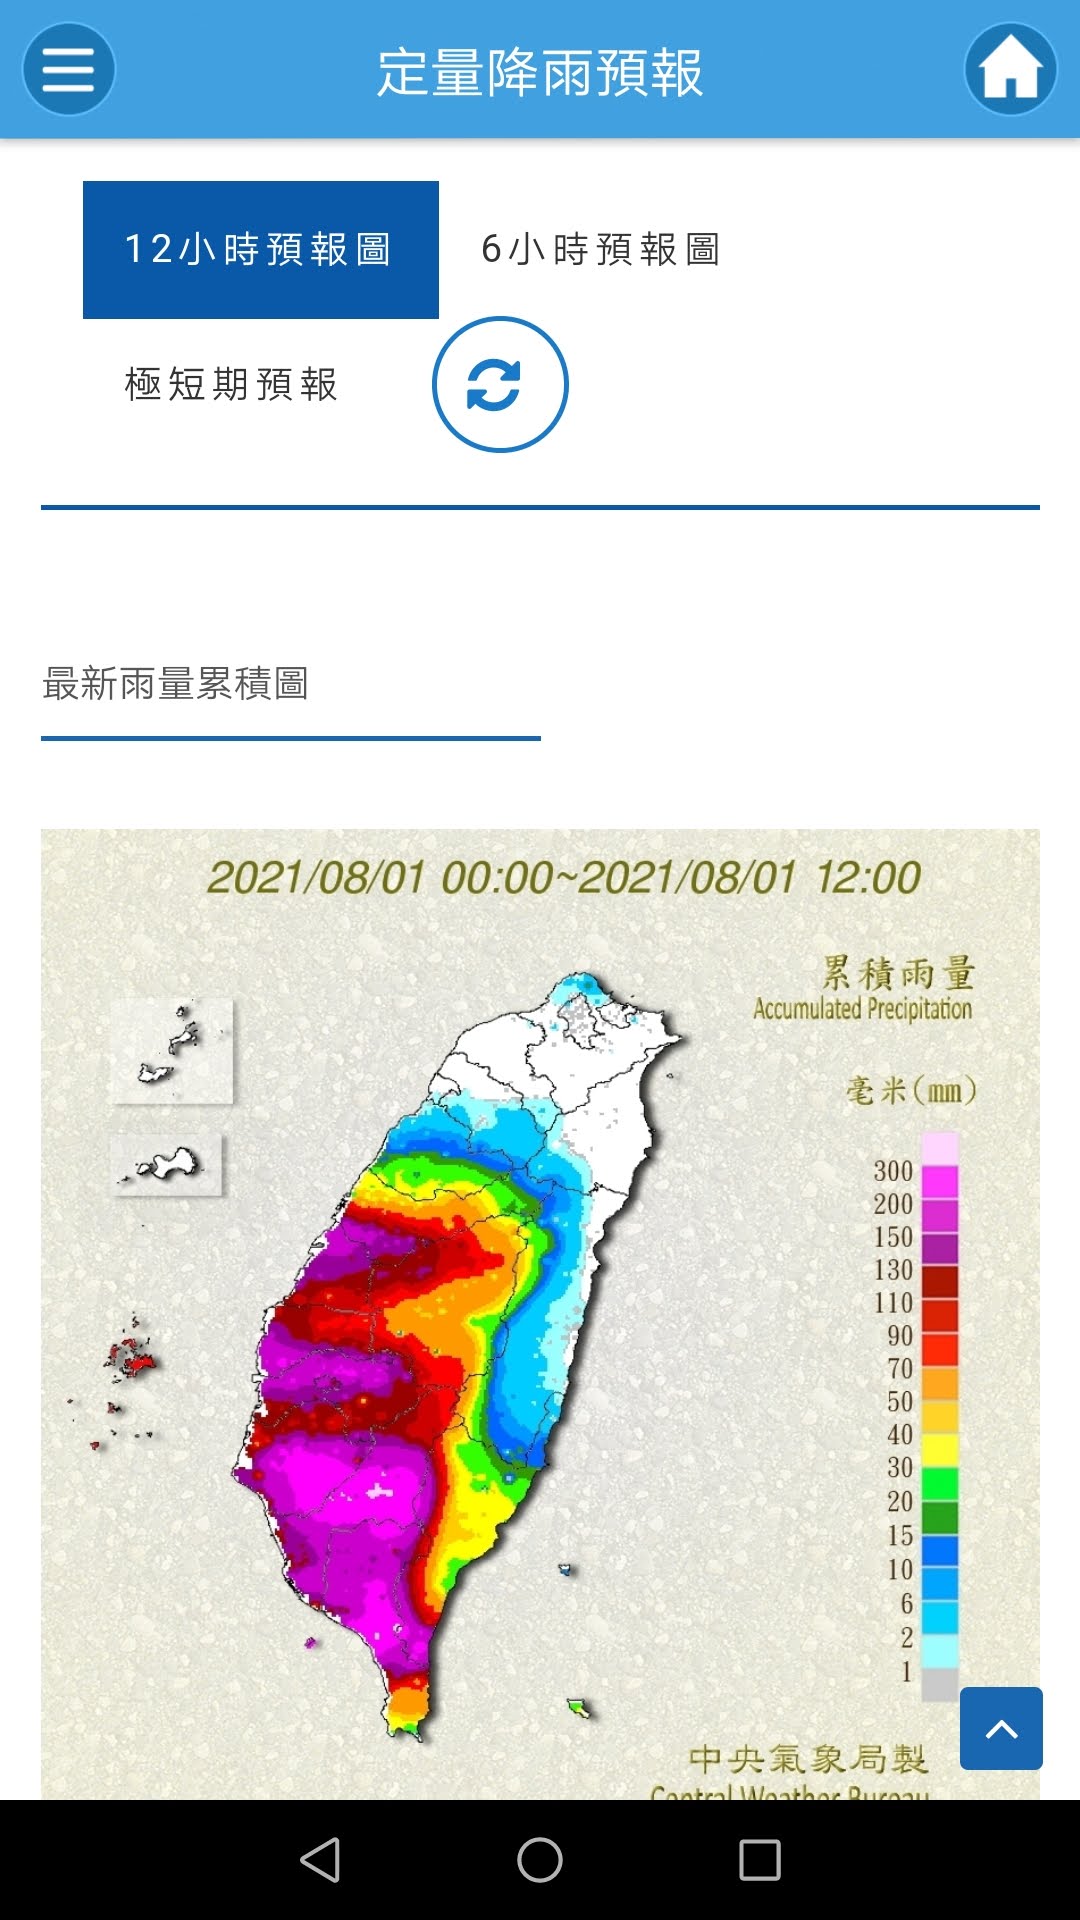 定量降雨預報
12小時預報圖
6小時預報圖
極短期預報
最新雨量累積圖
2021/08/01 00:00~2021/08/01 12:00
累積雨量
Accumulated Precipitation
毫米(mm)
300
200
150
130
110
90
70
50
40
30
20
15
10
6
2
1
中央氣象局製
Central Weather Bureau